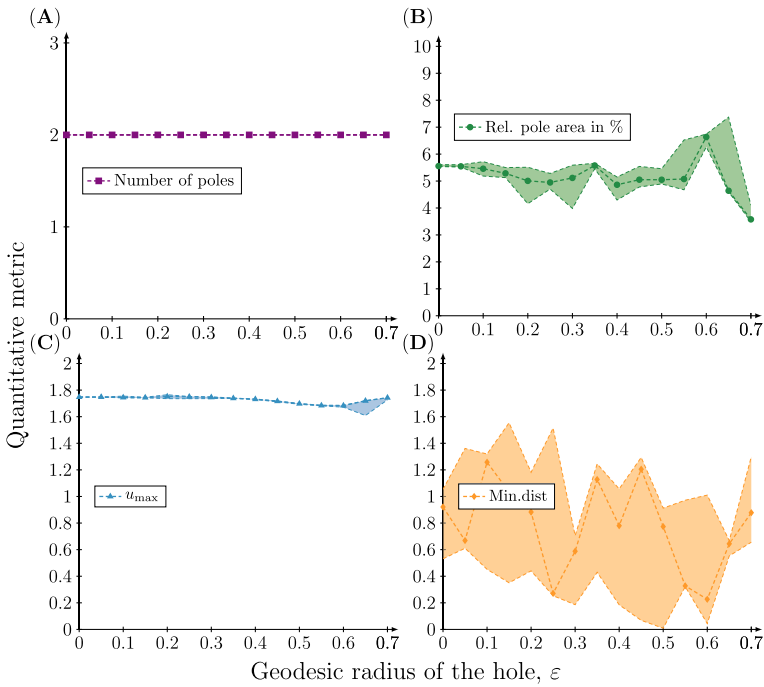 (A)
3
2
1
0
Number of poles
0 0.1 0.2 0.3 0.4 0.5 0.6 0.7
(B)
10
9
8
7
6
5
4
3
2
1
0
Rel. pole area in %
0 0.1 0.2 0.3 0.4 0.5 0.6 0.7
Quantitative metric
(C)
2
1.8
1.6
1.4
1.2
1
0.8
0.6
0.4
0.2
0
u_max
0 0.1 0.2 0.3 0.4 0.5 0.6 0.7
(D)
2
1.8
1.6
1.4
1.2
1
0.8
0.6
0.4
0.2
0
Min.dist
0 0.1 0.2 0.3 0.4 0.5 0.6 0.7
Geodesic radius of the hole, ε